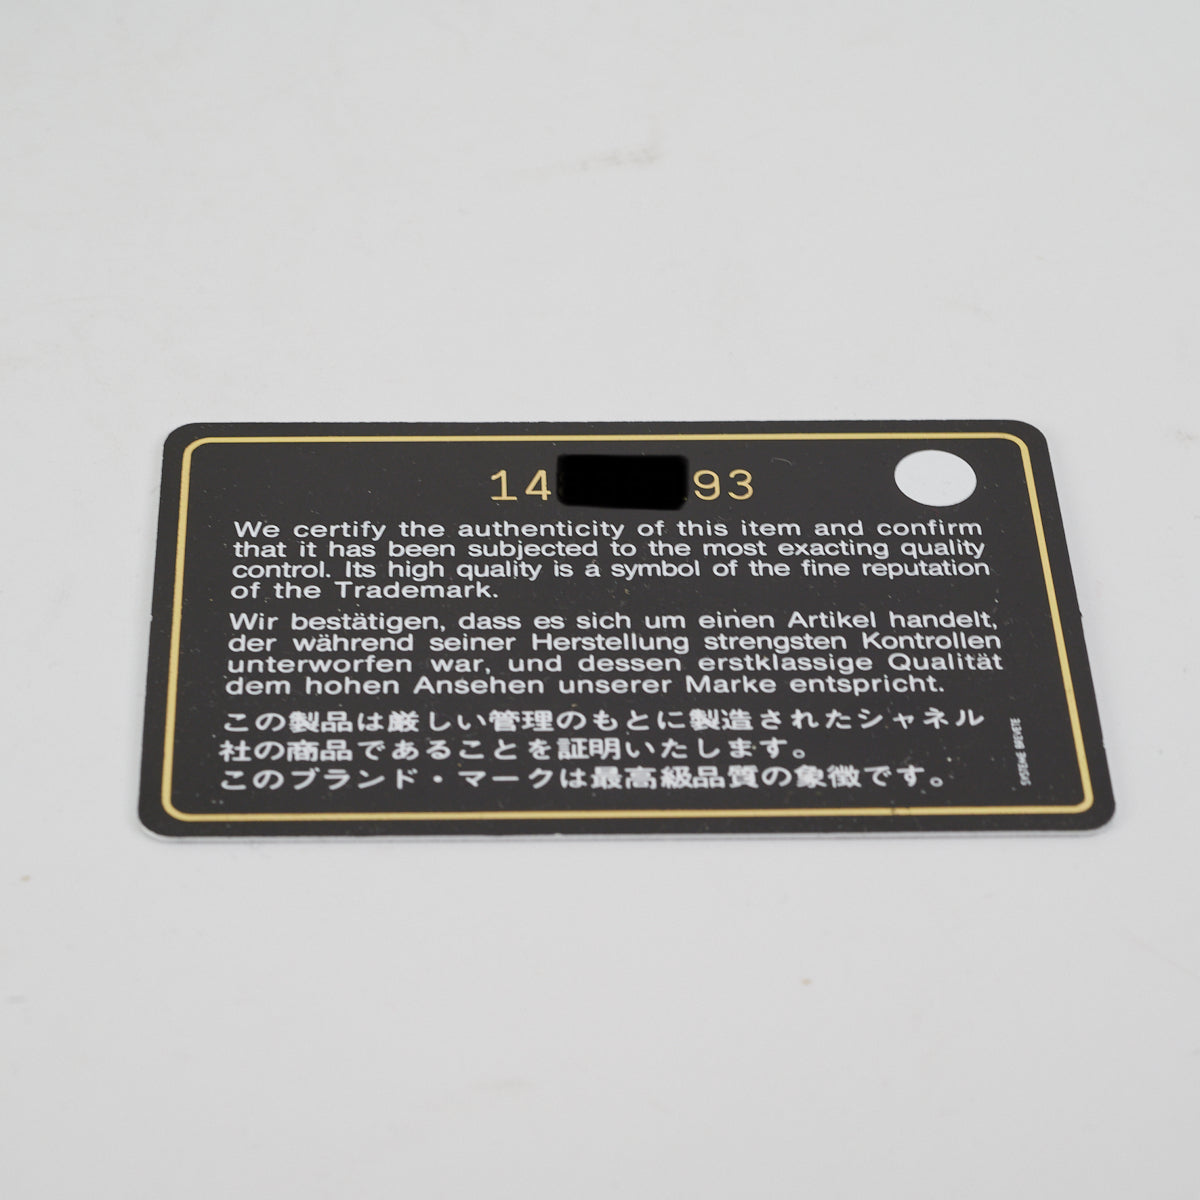 14 93
We certify the authenticity of this item and confirm
that it has been subjected to the most exacting quality
control. Its high quality is a symbol of the fine reputation
of the Trademark.
Wir bestätigen, dass es sich um einen Artikel handelt,
der während seiner Herstellung strengsten Kontrollen
unterworfen war, und dessen erstklassige Qualität
dem hohen Ansehen unserer Marke entspricht.
この製品は厳しい管理のもとに製造されたシャネル
社の商品であることを証明いたします。
このブランド・マークは最高級品質の象徴です。
SYSTEME BREVETE